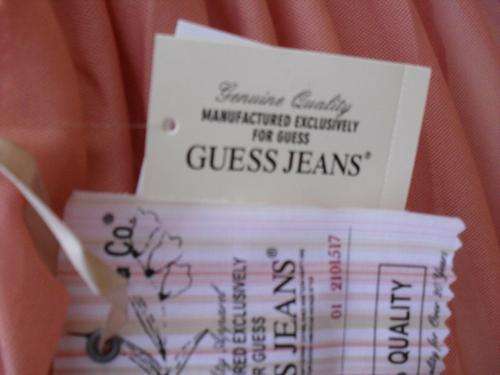 Genuine Quality
MANUFACTURED EXCLUSIVELY
FOR GUESS
GUESS JEANS®
Co.®
RED EXCLUSIVELY
R GUESS
S JEANS®
01 2101517
QUALITY